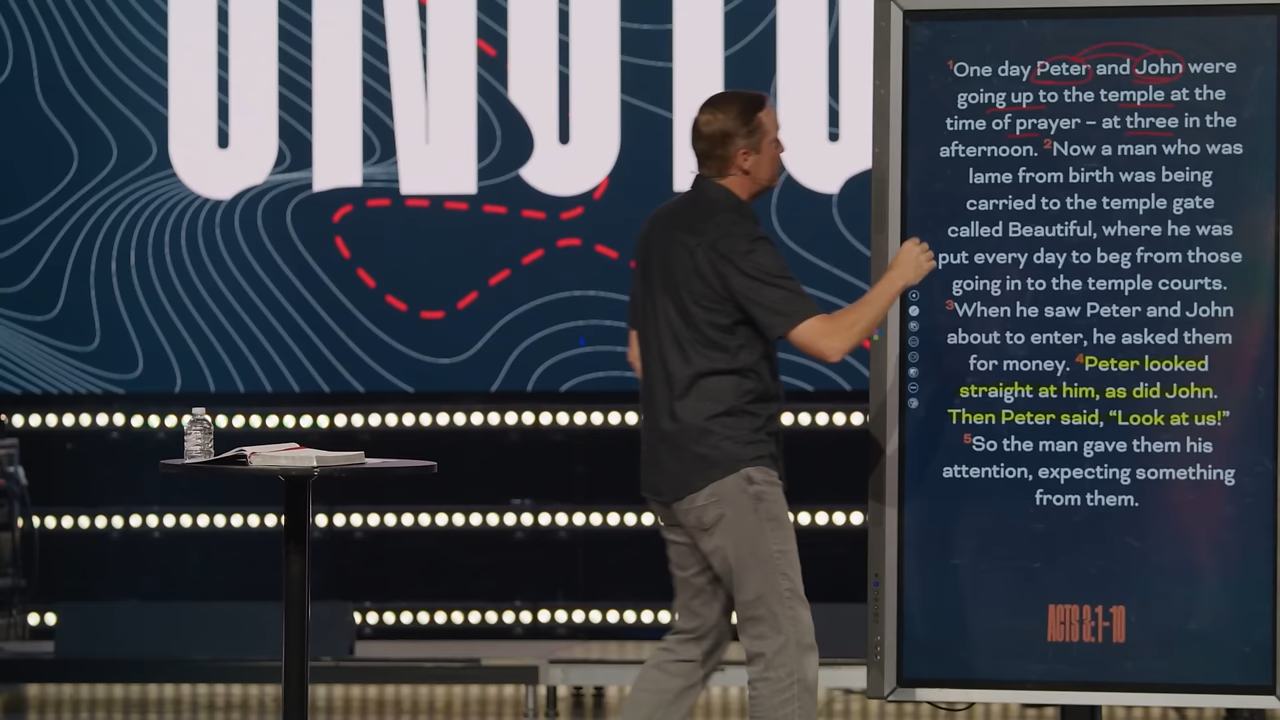 ¹One day Peter and John were
going up to the temple at the
time of prayer – at three in the
afternoon. ²Now a man who was
lame from birth was being
carried to the temple gate
called Beautiful, where he was
put every day to beg from those
going in to the temple courts.
³When he saw Peter and John
about to enter, he asked them
for money. ⁴Peter looked
straight at him, as did John.
Then Peter said, “Look at us!”
⁵So the man gave them his
attention, expecting something
from them.
ACTS 3:1-10